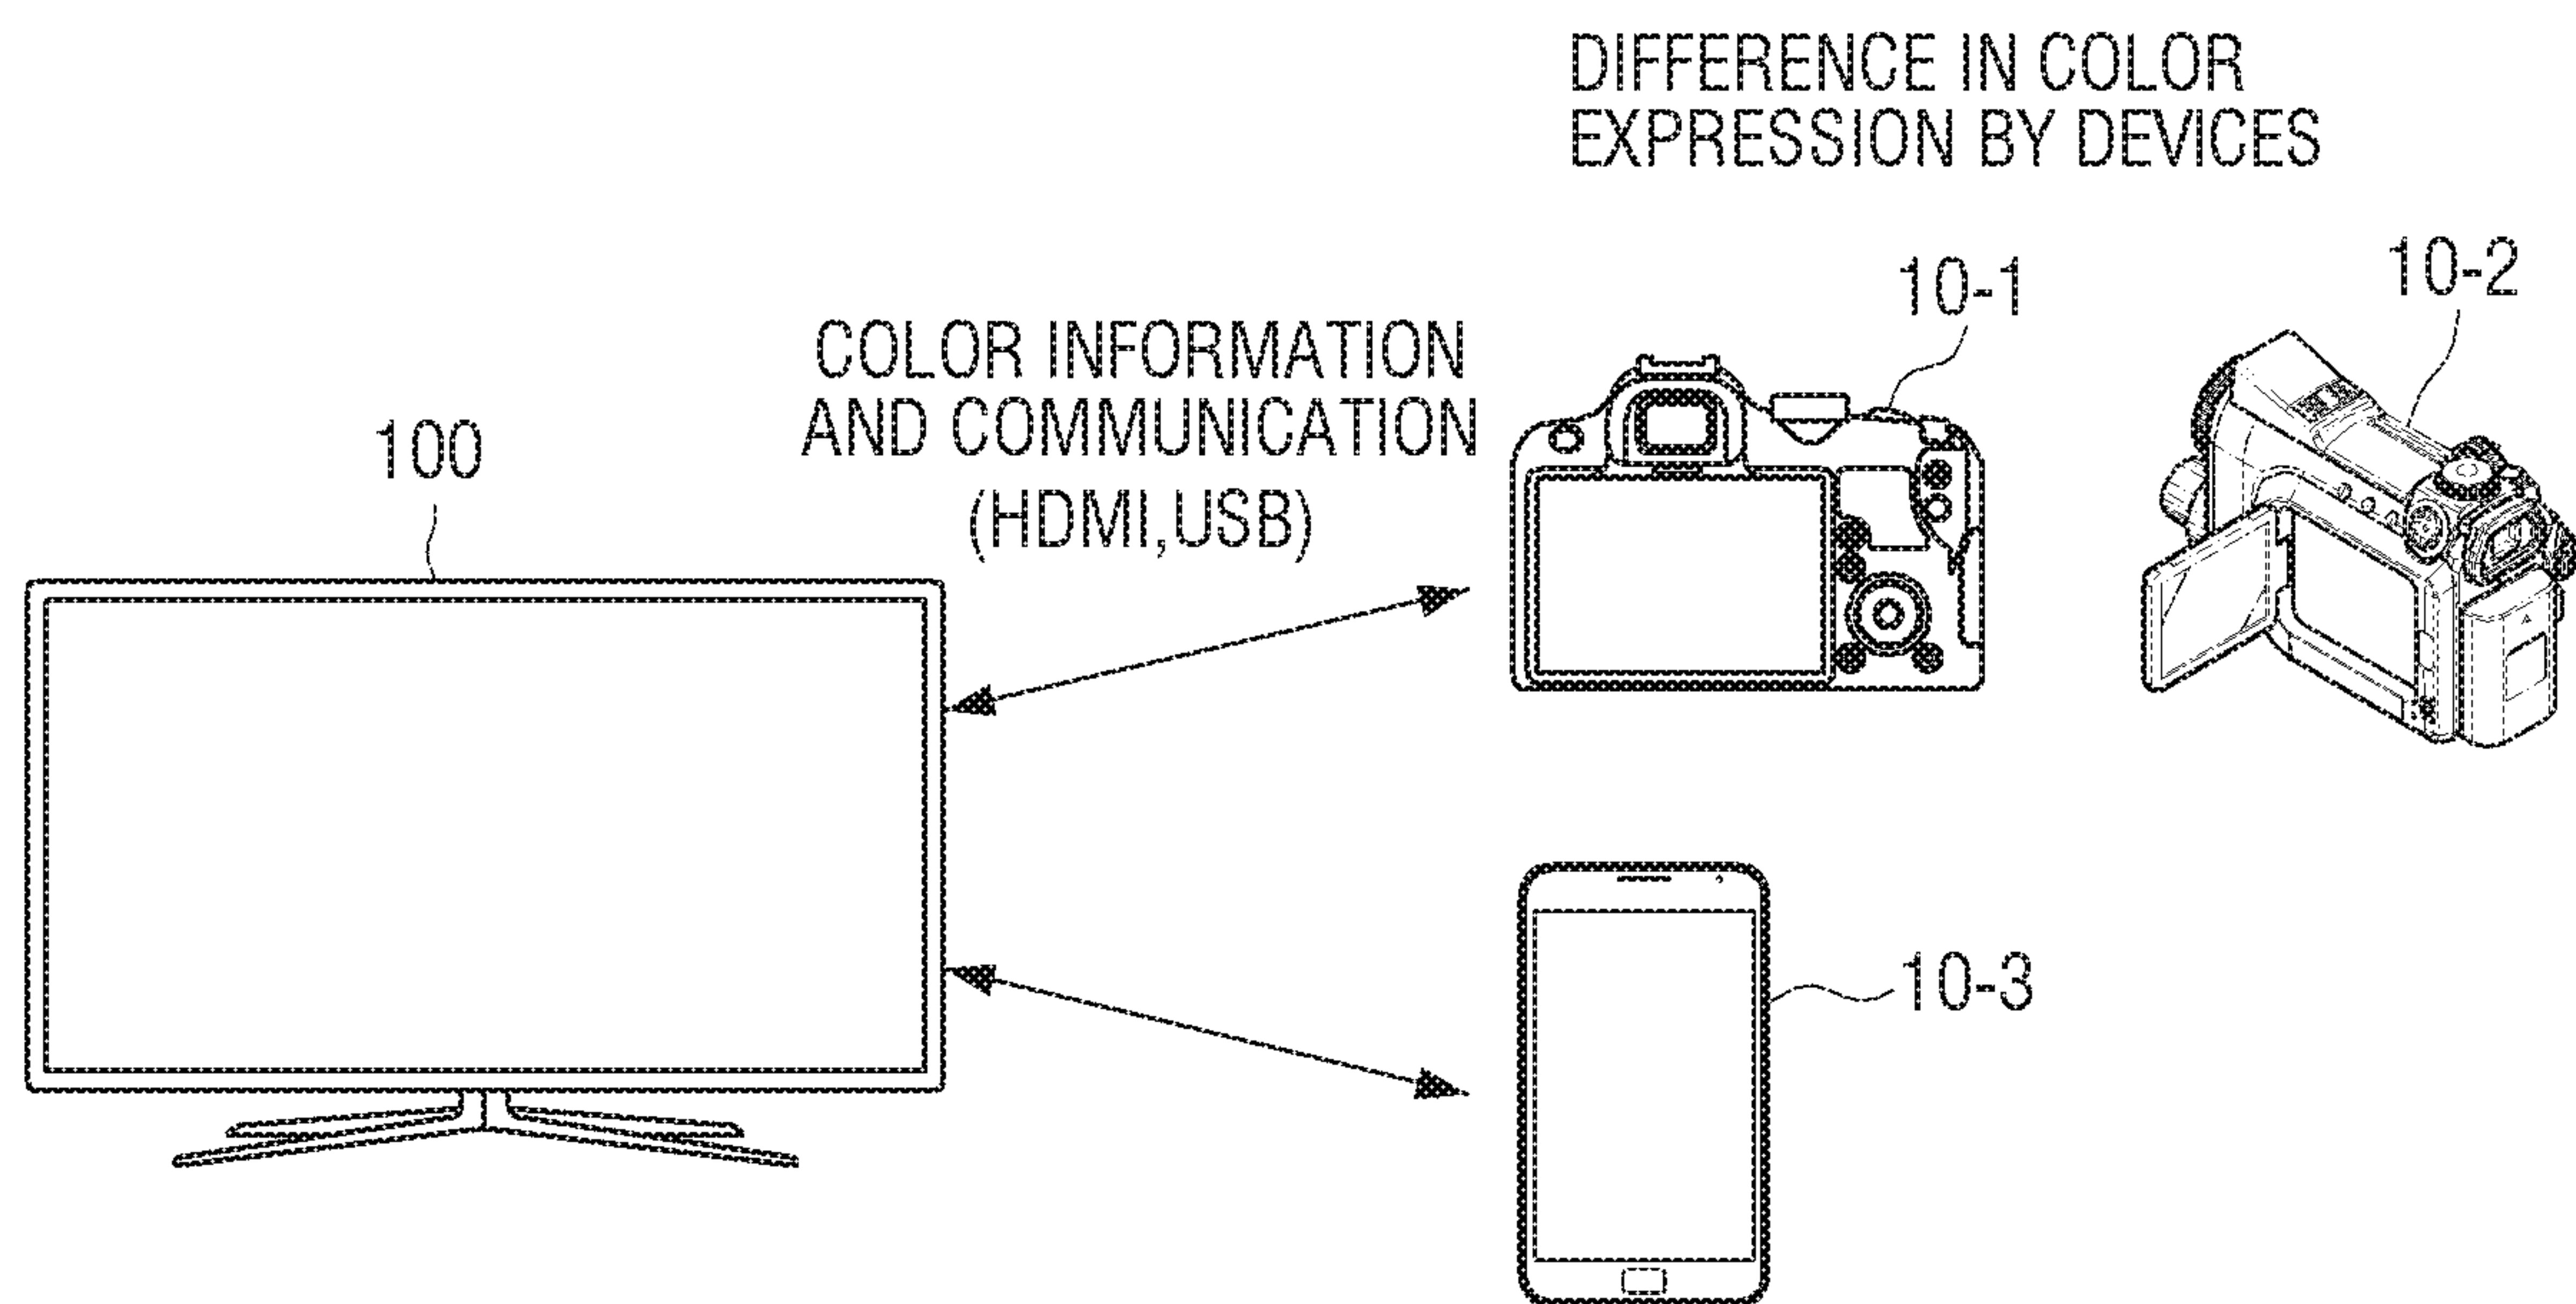 DIFFERENCE IN COLOR
EXPRESSION BY DEVICES
10-1
10-2
COLOR INFORMATION
AND COMMUNICATION
(HDMI,USB)
100
10-3